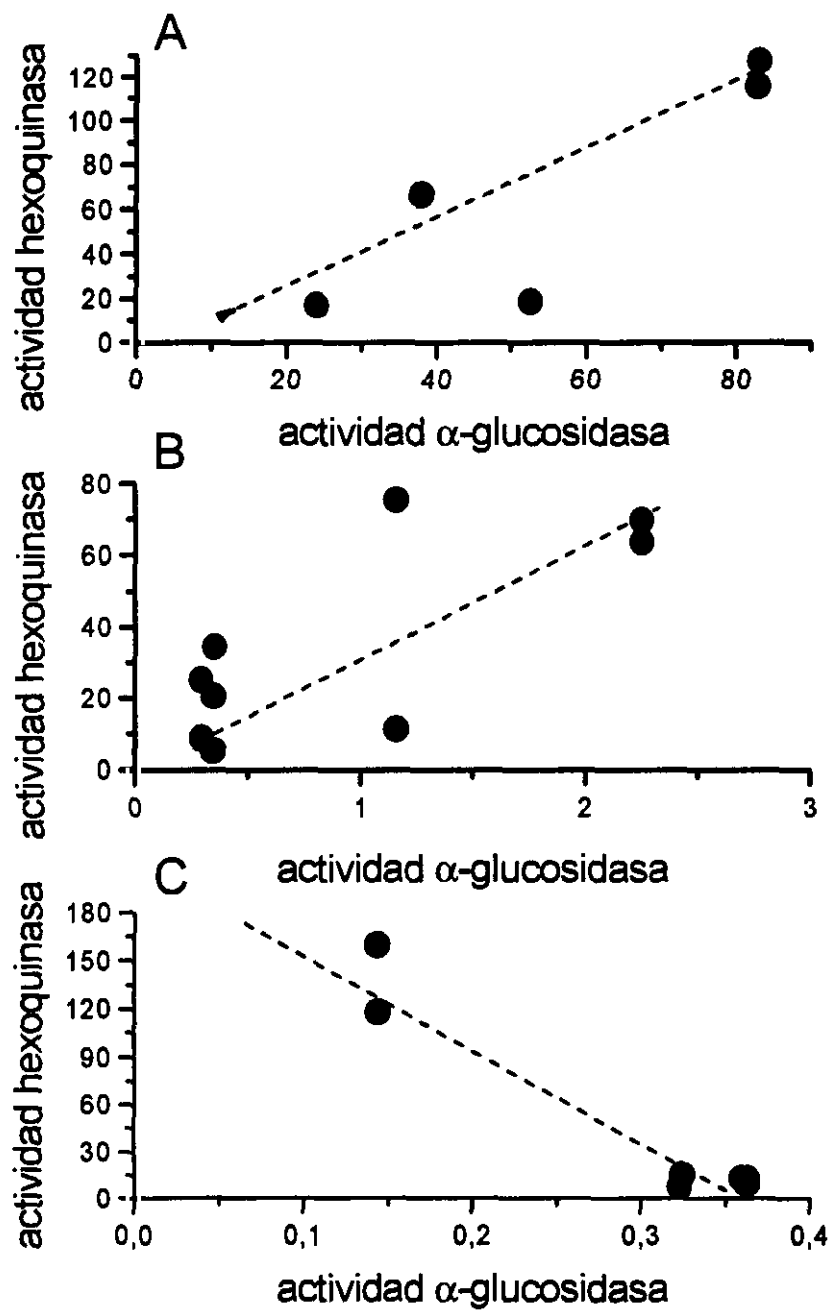 A
actividad hexoquinasa
120
100
80
60
40
20
0
0 20 40 60 80
actividad α-glucosidasa
B
actividad hexoquinasa
80
60
40
20
0
0 1 2 3
actividad α-glucosidasa
C
actividad hexoquinasa
180
150
120
90
60
30
0
0,0 0,1 0,2 0,3 0,4
actividad α-glucosidasa